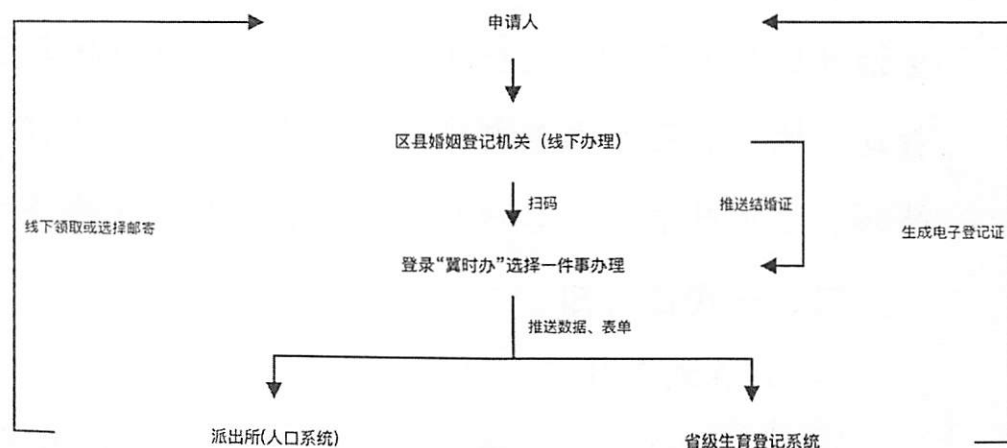 申请人
区县婚姻登记机关（线下办理）
扫码
推送结婚证
线下领取或选择邮寄
生成电子登记证
登录“冀时办”选择一件事办理
推送数据、表单
派出所(人口系统)
省级生育登记系统